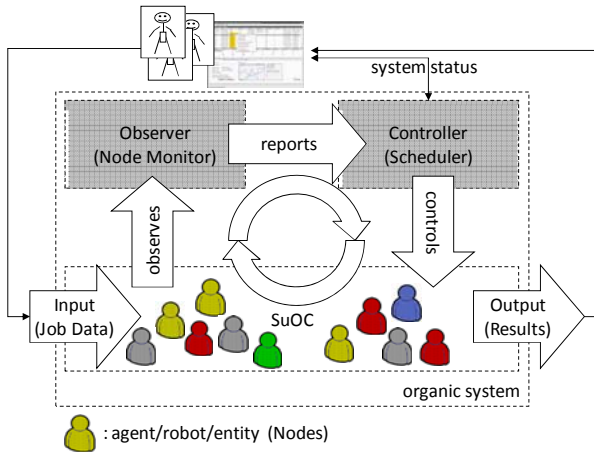 system status
Observer
(Node Monitor)
reports
Controller
(Scheduler)
observes
controls
Input
(Job Data)
SuOC
Output
(Results)
organic system
: agent/robot/entity (Nodes)